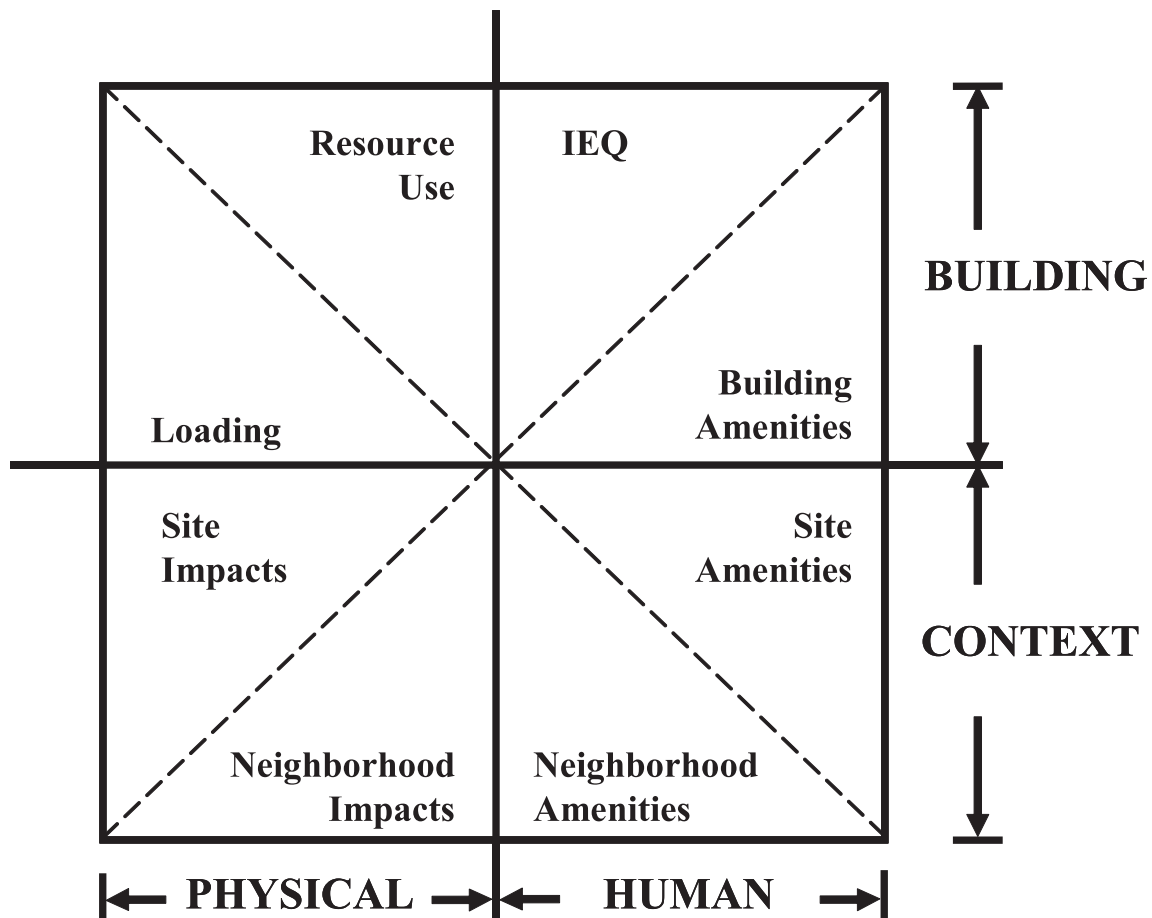 Resource
Use
IEQ
BUILDING
Loading
Building
Amenities
Site
Impacts
Site
Amenities
CONTEXT
Neighborhood
Impacts
Neighborhood
Amenities
PHYSICAL
HUMAN